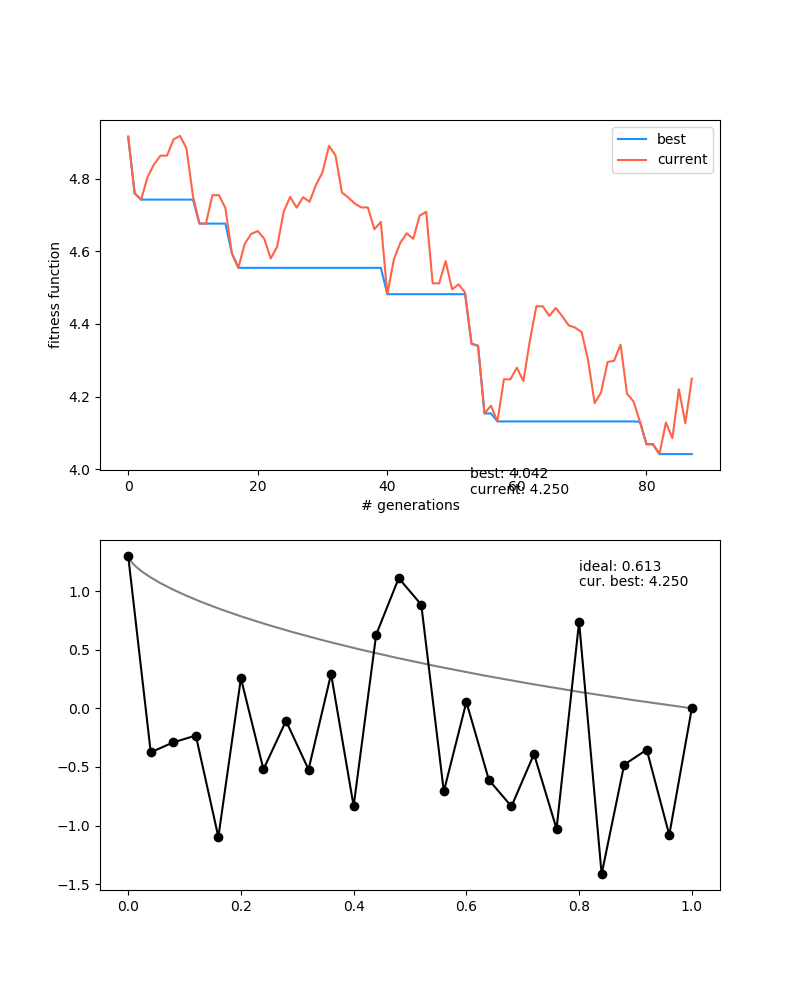 best
current
4.8
4.6
4.4
4.2
4.0
fitness function
0 20 40 60 80
best: 4.042
current: 4.250
# generations
ideal: 0.613
cur. best: 4.250
1.0
0.5
0.0
−0.5
−1.0
−1.5
0.0 0.2 0.4 0.6 0.8 1.0